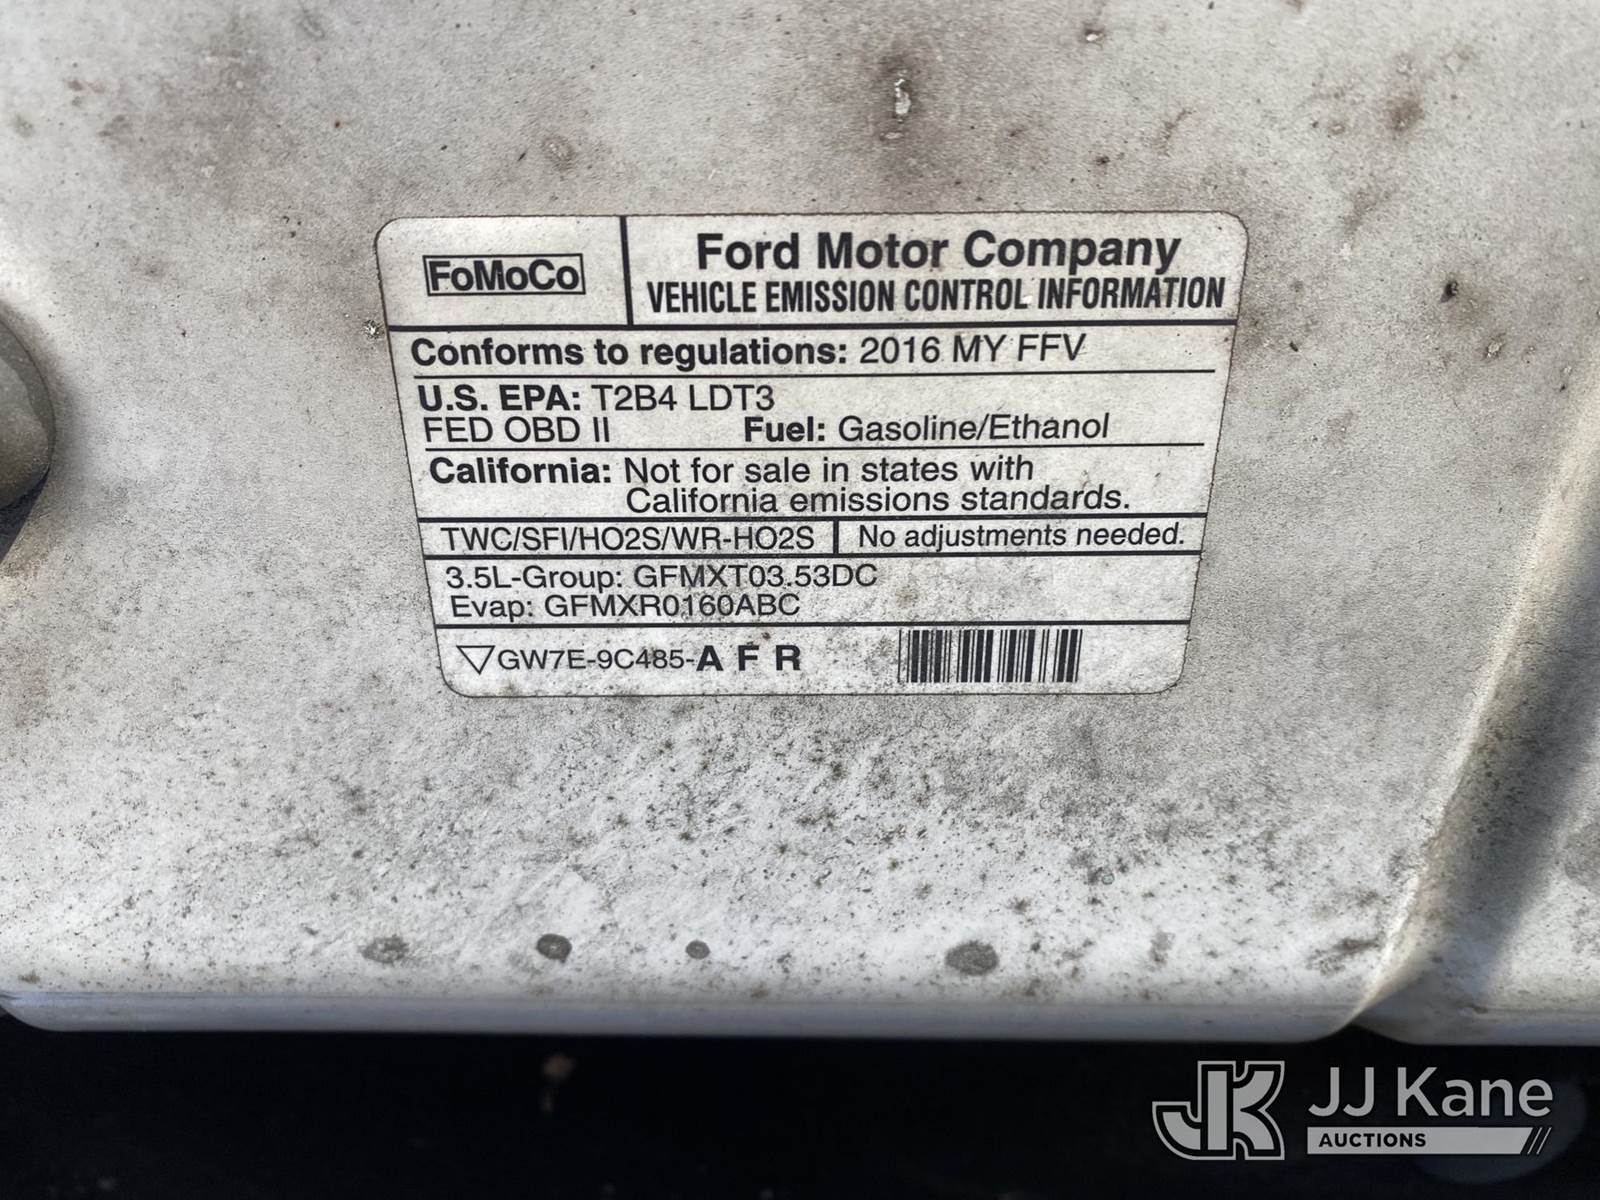 FoMoCo
Ford Motor Company
VEHICLE EMISSION CONTROL INFORMATION
Conforms to regulations: 2016 MY FFV
U.S. EPA: T2B4 LDT3
FED OBD II Fuel: Gasoline/Ethanol
California: Not for sale in states with
California emissions standards.
TWC/SFI/HO2S/WR-HO2S No adjustments needed.
3.5L-Group: GFMXT03.53DC
Evap: GFMXR0160ABC
GW7E-9C485-A F R
JK JJ Kane
AUCTIONS